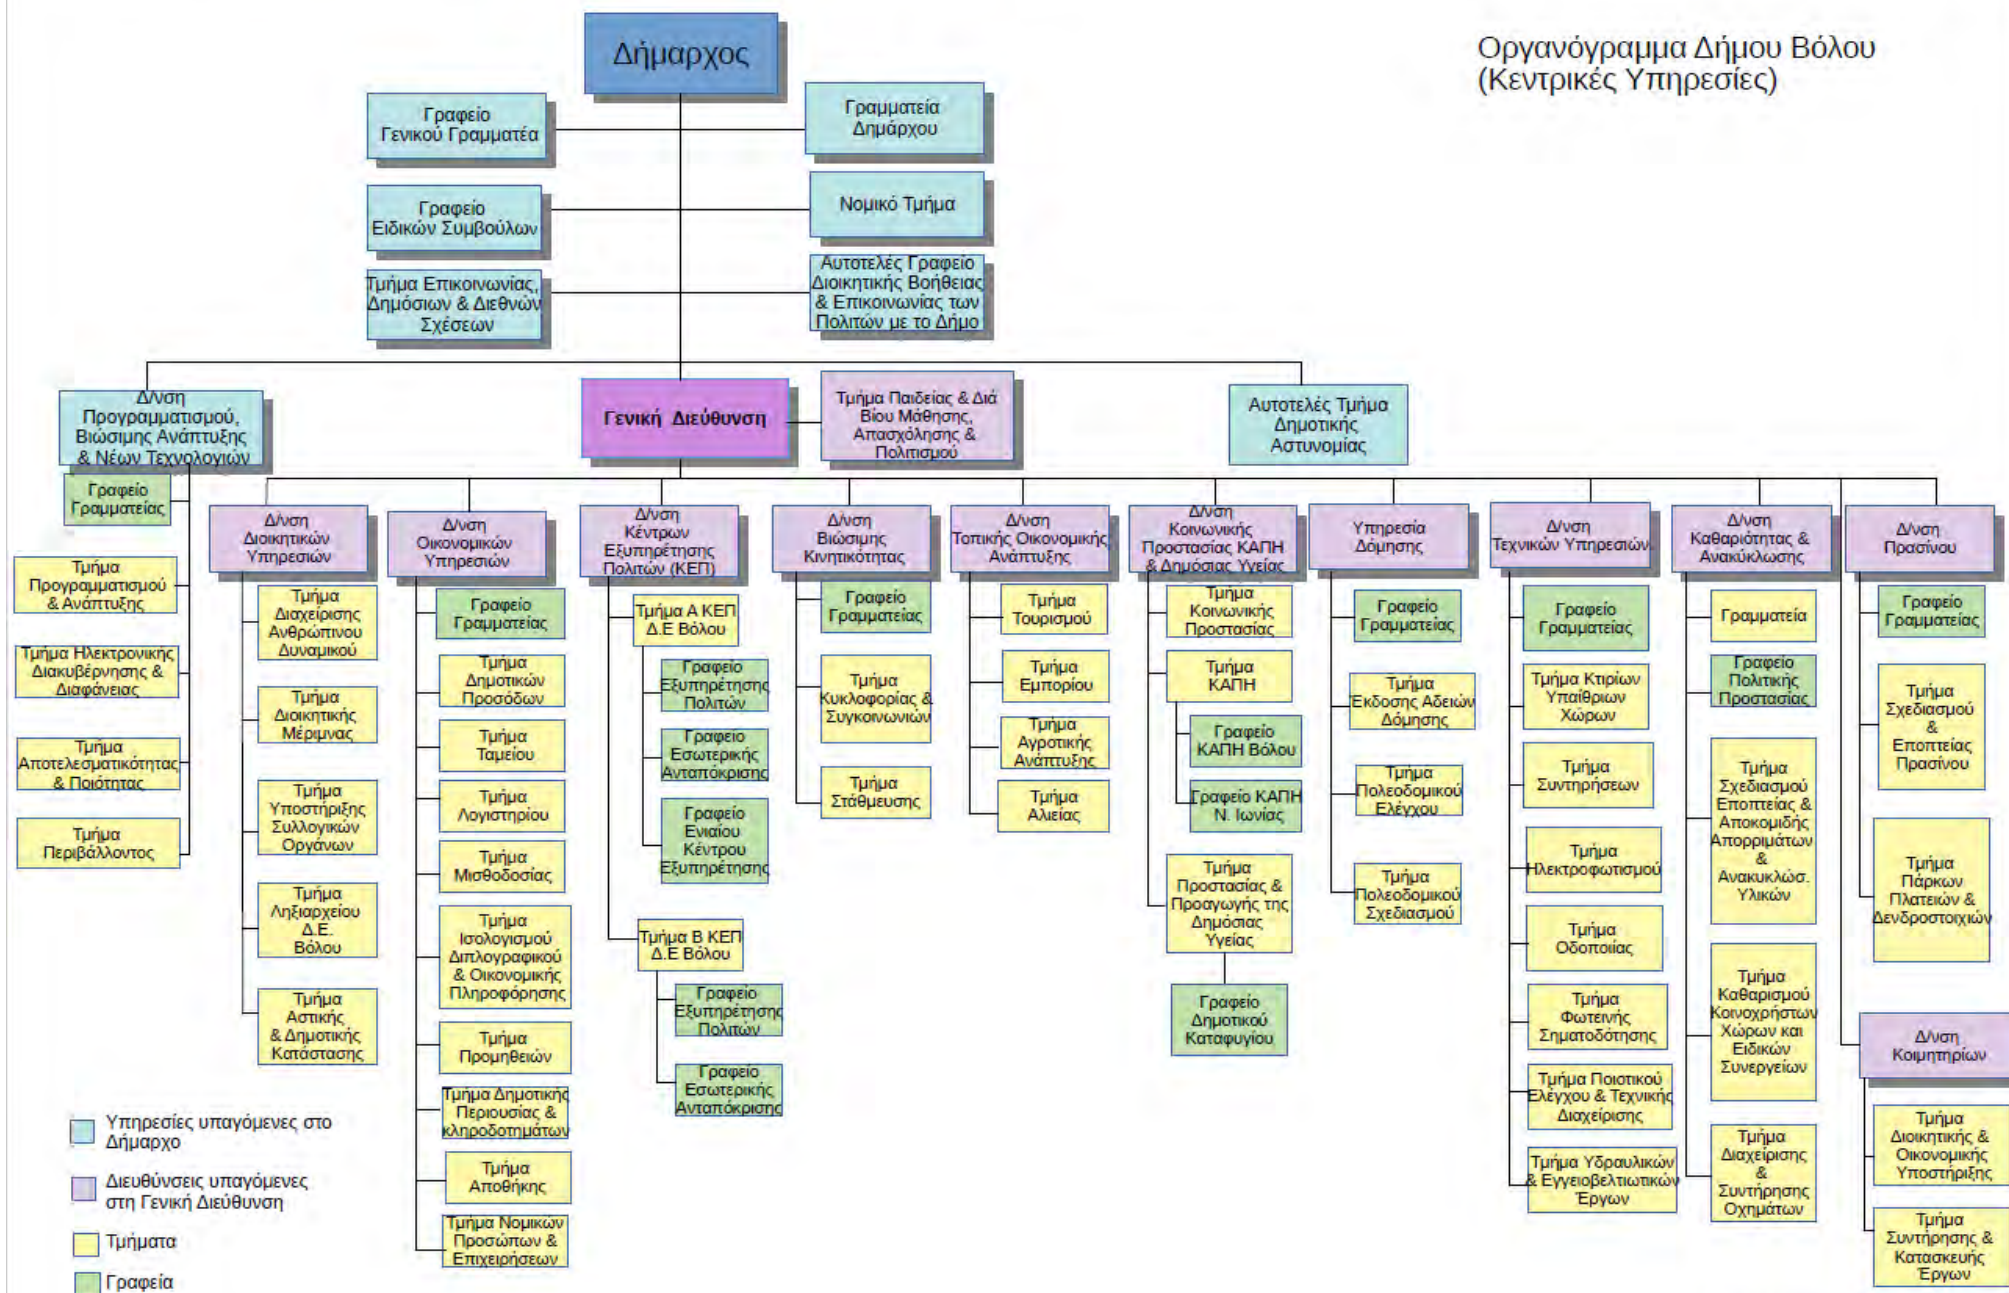 Δήμαρχος
Οργανόγραμμα Δήμου Βόλου
(Κεντρικές Υπηρεσίες)
Γραφείο
Γενικού Γραμματέα
Γραμματεία
Δημάρχου
Γραφείο
Ειδικών Συμβούλων
Νομικό Τμήμα
Τμήμα Επικοινωνίας,
Δημόσιων & Διεθνών
Σχέσεων
Αυτοτελές Γραφείο
Διοικητικής Βοήθειας
& Επικοινωνίας των
Πολιτών με το Δήμο
Δ/νση
Προγραμματισμού,
Βιώσιμης Ανάπτυξης
& Νέων Τεχνολογιών
Γενική Διεύθυνση
Τμήμα Παιδείας & Διά
Βίου Μάθησης,
Απασχόλησης &
Πολιτισμού
Αυτοτελές Τμήμα
Δημοτικής
Αστυνομίας
Γραφείο
Γραμματείας
Τμήμα
Προγραμματισμού
& Ανάπτυξης
Τμήμα Ηλεκτρονικής
Διακυβέρνησης &
Διαφάνειας
Τμήμα
Αποτελεσματικότητας
& Ποιότητας
Τμήμα
Περιβάλλοντος
Δ/νση
Διοικητικών
Υπηρεσιών
Τμήμα
Διαχείρισης
Ανθρώπινου
Δυναμικού
Τμήμα
Διοικητικής
Μέριμνας
Τμήμα
Υποστήριξης
Συλλογικών
Οργάνων
Τμήμα
Ληξιαρχείου
Δ.Ε.
Βόλου
Τμήμα
Αστικής
& Δημοτικής
Κατάστασης
Δ/νση
Οικονομικών
Υπηρεσιών
Γραφείο
Γραμματείας
Τμήμα
Δημοτικών
Προσόδων
Τμήμα
Ταμείου
Τμήμα
Λογιστηρίου
Τμήμα
Μισθοδοσίας
Τμήμα
Ισολογισμού
Διπλογραφικού
& Οικονομικής
Πληροφόρησης
Τμήμα
Προμηθειών
Τμήμα Δημοτικής
Περιουσίας &
κληροδοτημάτων
Τμήμα
Αποθήκης
Τμήμα Νομικών
Προσώπων &
Επιχειρήσεων
Δ/νση
Κέντρων
Εξυπηρέτησης
Πολιτών (ΚΕΠ)
Τμήμα Α ΚΕΠ
Δ.Ε Βόλου
Γραφείο
Εξυπηρέτησης
Πολιτών
Γραφείο
Εσωτερικής
Ανταπόκρισης
Γραφείο
Ενιαίου
Κέντρου
Εξυπηρέτησης
Τμήμα Β ΚΕΠ
Δ.Ε Βόλου
Γραφείο
Εξυπηρέτησης
Πολιτών
Γραφείο
Εσωτερικής
Ανταπόκρισης
Δ/νση
Βιώσιμης
Κινητικότητας
Γραφείο
Γραμματείας
Τμήμα
Κυκλοφορίας &
Συγκοινωνιών
Τμήμα
Στάθμευσης
Δ/νση
Τοπικής Οικονομικής
Ανάπτυξης
Τμήμα
Τουρισμού
Τμήμα
Εμπορίου
Τμήμα
Αγροτικής
Ανάπτυξης
Τμήμα
Αλιείας
Δ/νση
Κοινωνικής
Προστασίας ΚΑΠΗ
& Δημόσιας Υγείας
Τμήμα
Κοινωνικής
Προστασίας
Τμήμα
ΚΑΠΗ
Γραφείο
ΚΑΠΗ Βόλου
Γραφείο ΚΑΠΗ
Ν. Ιωνίας
Τμήμα
Προστασίας &
Προαγωγής της
Δημόσιας
Υγείας
Γραφείο
Δημοτικού
Καταφυγίου
Υπηρεσία
Δόμησης
Γραφείο
Γραμματείας
Τμήμα
Έκδοσης Αδειών
Δόμησης
Τμήμα
Πολεοδομικού
Ελέγχου
Τμήμα
Πολεοδομικού
Σχεδιασμού
Δ/νση
Τεχνικών Υπηρεσιών
Γραφείο
Γραμματείας
Τμήμα Κτιρίων
Υπαίθριων
Χώρων
Τμήμα
Συντηρήσεων
Τμήμα
Ηλεκτροφωτισμού
Τμήμα
Οδοποιίας
Τμήμα
Φωτεινής
Σηματοδότησης
Τμήμα Ποιοτικού
Ελέγχου & Τεχνικής
Διαχείρισης
Τμήμα Υδραυλικών
& Εγγειοβελτιωτικών
Έργων
Δ/νση
Καθαριότητας &
Ανακύκλωσης
Γραμματεία
Γραφείο
Πολιτικής
Προστασίας
Τμήμα
Σχεδιασμού
Εποπτείας &
Αποκομιδής
Απορριμάτων
&
Ανακυκλώσ.
Υλικών
Τμήμα
Καθαρισμού
Κοινοχρήστων
Χώρων και
Ειδικών
Συνεργείων
Τμήμα
Διαχείρισης
&
Συντήρησης
Οχημάτων
Δ/νση
Πρασίνου
Γραφείο
Γραμματείας
Τμήμα
Σχεδιασμού
&
Εποπτείας
Πρασίνου
Τμήμα
Πάρκων
Πλατειών &
Δενδροστοιχιών
Δ/νση
Κοιμητηρίων
Τμήμα
Διοικητικής &
Οικονομικής
Υποστήριξης
Τμήμα
Συντήρησης &
Κατασκευής
Έργων
Υπηρεσίες υπαγόμενες στο
Δήμαρχο
Διευθύνσεις υπαγόμενες
στη Γενική Διεύθυνση
Τμήματα
Γραφεία